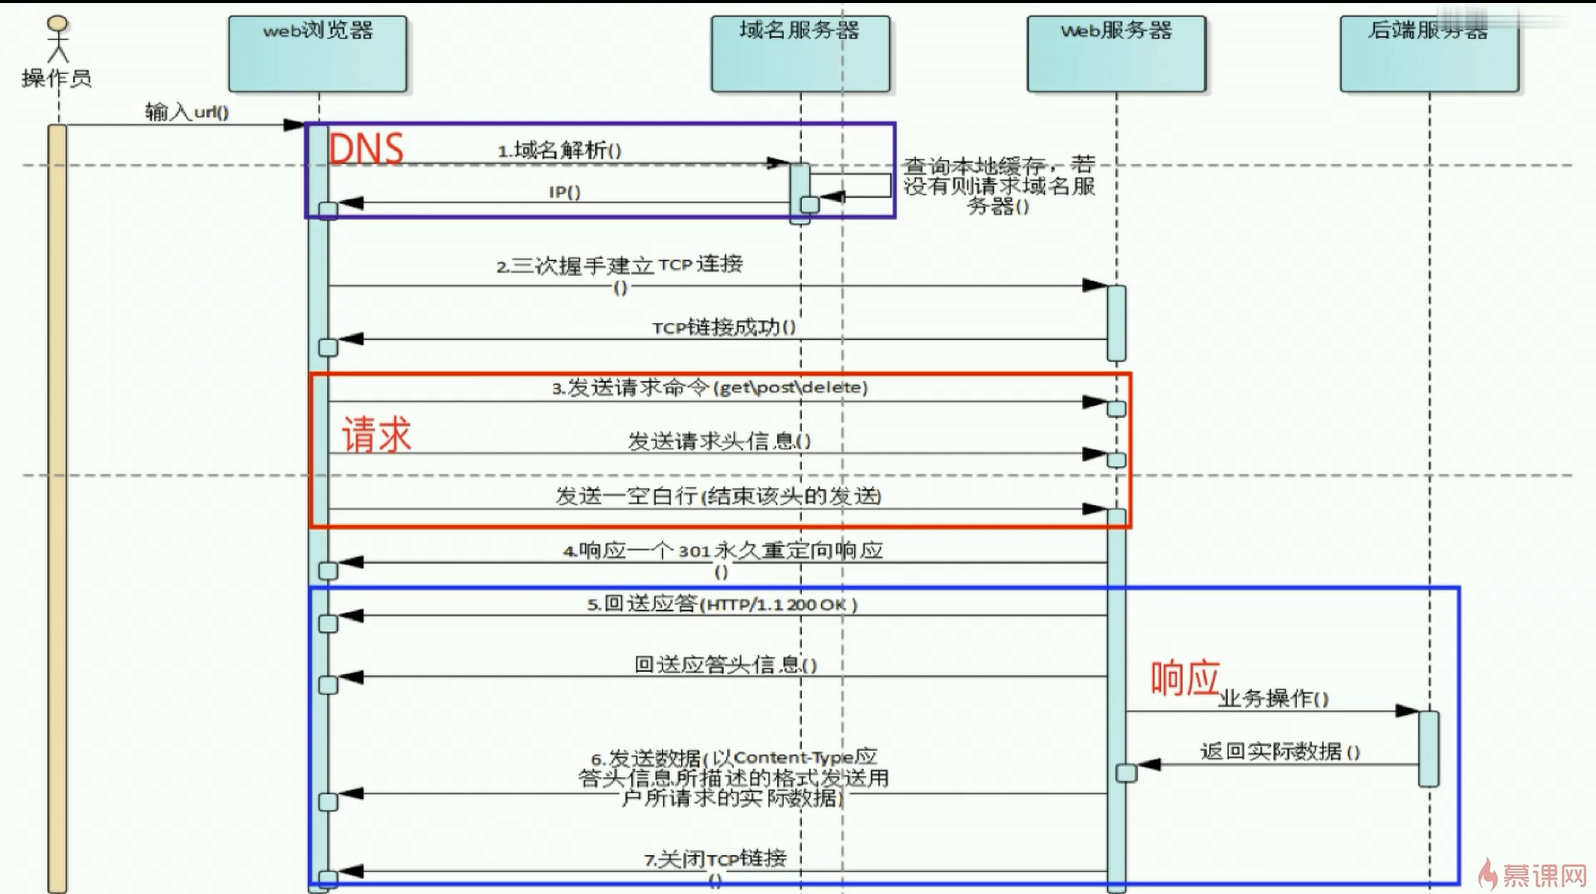 web浏览器
域名服务器
Web服务器
后端服务器
操作员
输入url()
DNS
1.域名解析()
查询本地缓存，若
没有则请求域名服
务器()
IP()
2.三次握手建立TCP连接
()
TCP链接成功()
3.发送请求命令(get\post\delete)
请求
发送请求头信息()
发送一空白行(结束该头的发送)
4.响应一个301永久重定向响应
()
5.回送应答(HTTP/1.1 200 OK )
回送应答头信息()
响应
业务操作()
返回实际数据()
6.发送数据(以Content-Type应
答头信息所描述的格式发送用
户所请求的实际数据)
7.关闭TCP链接
()
慕课网